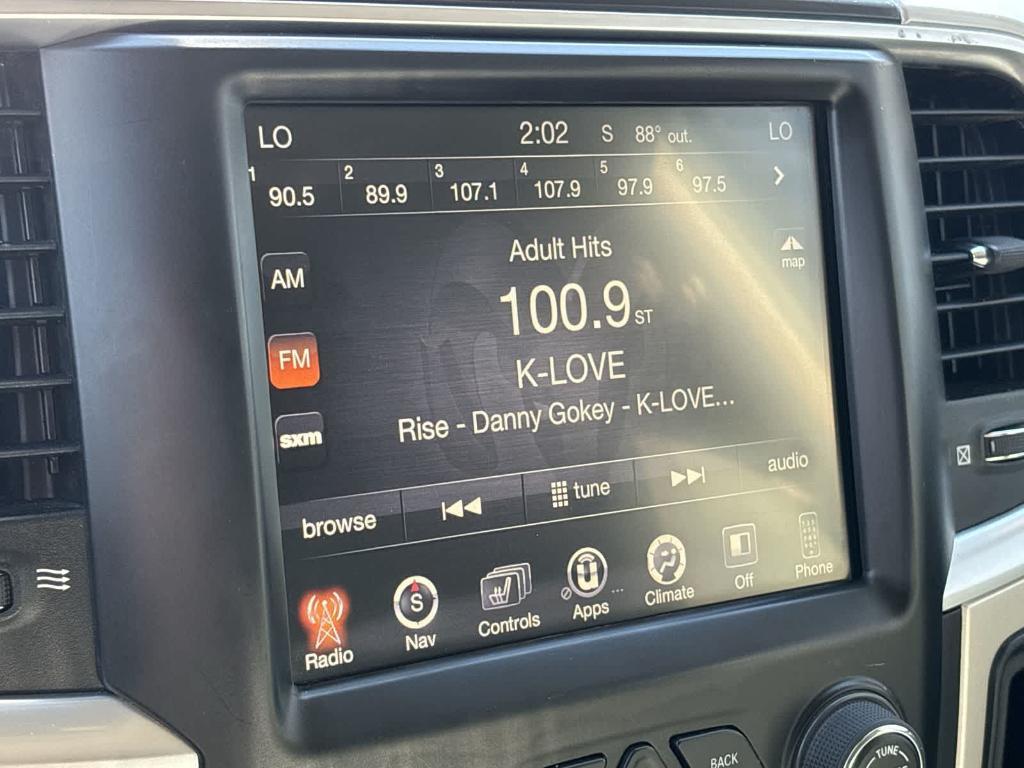 LO 2:02 S 88° out. LO
1 90.5 2 89.9 3 107.1 4 107.9 5 97.9 6 97.5
Adult Hits
map
AM
100.9 ST
FM
K-LOVE
Rise - Danny Gokey - K-LOVE...
sxm
browse tune audio
Radio Nav Controls Apps Climate Off Phone
S
BACK
TUNE